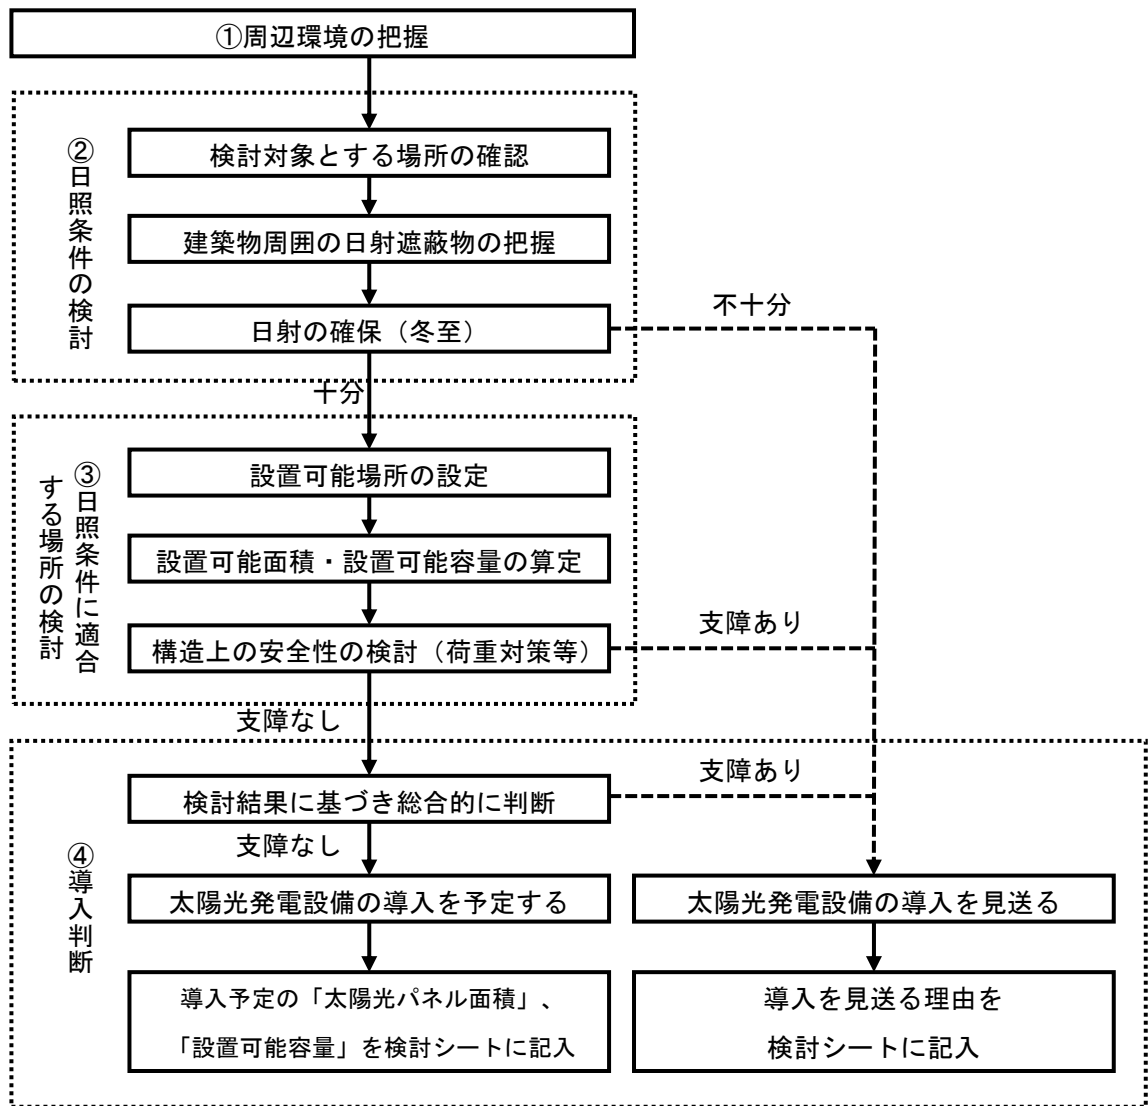 ①周辺環境の把握
②日照条件の検討
検討対象とする場所の確認
建築物周囲の日射遮蔽物の把握
日射の確保（冬至）
不十分
十分
③日照条件に適合
する場所の検討
設置可能場所の設定
設置可能面積・設置可能容量の算定
構造上の安全性の検討（荷重対策等）
支障あり
支障なし
④導入判断
検討結果に基づき総合的に判断
支障あり
支障なし
太陽光発電設備の導入を予定する
太陽光発電設備の導入を見送る
導入予定の「太陽光パネル面積」、
「設置可能容量」を検討シートに記入
導入を見送る理由を
検討シートに記入